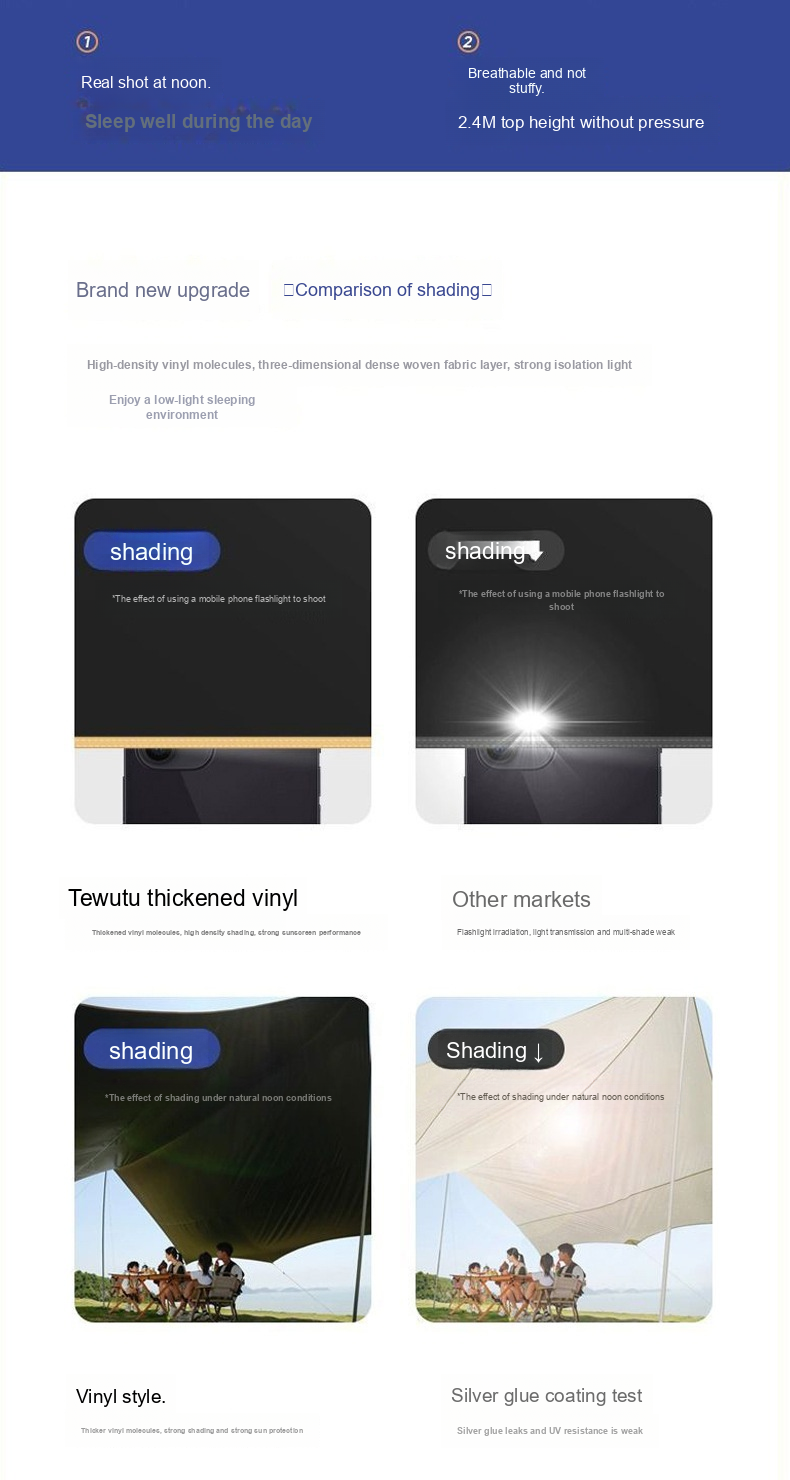 1
2
Real shot at noon.
Breathable and not
stuffy.
Sleep well during the day
2.4M top height without pressure
Brand new upgrade
□Comparison of shading□
High-density vinyl molecules, three-dimensional dense woven fabric layer, strong isolation light
Enjoy a low-light sleeping
environment
shading
*The effect of using a mobile phone flashlight to shoot
shading
*The effect of using a mobile phone flashlight to
shoot
Tewutu thickened vinyl
Thickened vinyl molecules, high density shading, strong sunscreen performance
Other markets
Flashlight irradiation, light transmission and multi-shade weak
shading
*The effect of shading under natural noon conditions
Shading ↓
*The effect of shading under natural noon conditions
Vinyl style.
Thicker vinyl molecules, strong shading and strong sun protection
Silver glue coating test
Silver glue leaks and UV resistance is weak